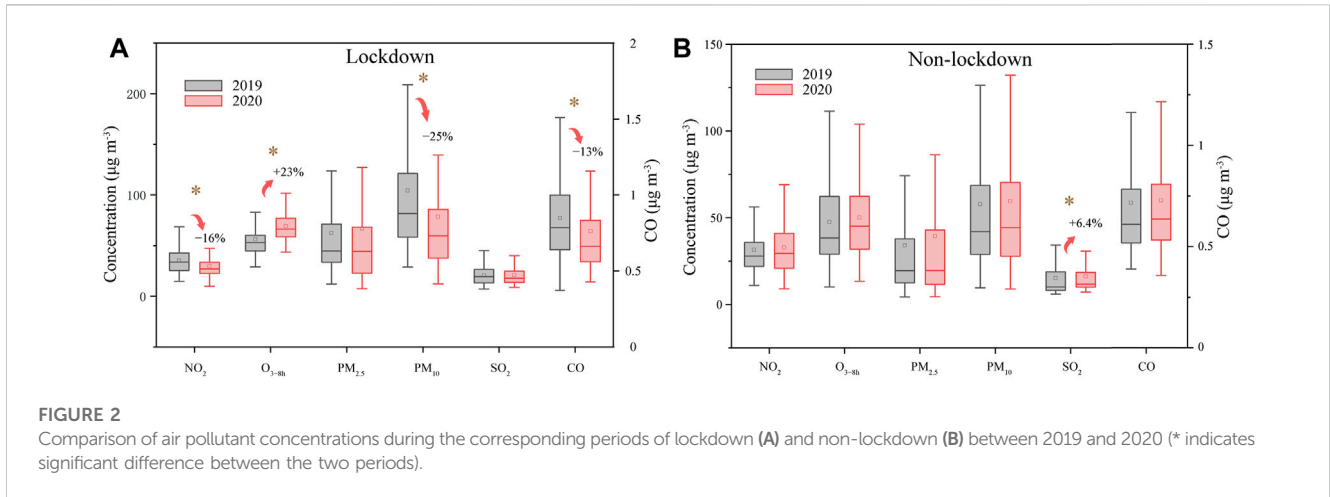 A
Lockdown
2019
2020
Concentration (µg m⁻³)
200
100
0
2
1.5
1
0.5
0
CO (µg m⁻³)
*
−16%
*
+23%
*
−25%
*
−13%
NO₂
O₃₋₈ₕ
PM₂.₅
PM₁₀
SO₂
CO
B
Non-lockdown
2019
2020
Concentration (µg m⁻³)
150
100
50
0
1.5
1
0.5
0
CO (µg m⁻³)
*
+6.4%
NO₂
O₃₋₈ₕ
PM₂.₅
PM₁₀
SO₂
CO
FIGURE 2
Comparison of air pollutant concentrations during the corresponding periods of lockdown (A) and non-lockdown (B) between 2019 and 2020 (* indicates
significant difference between the two periods).